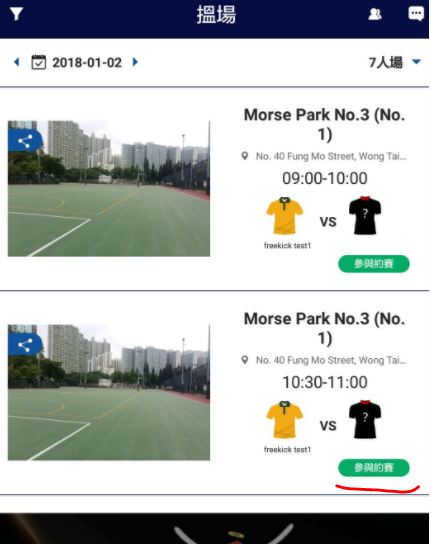 搵場
2018-01-02
7人場
Morse Park No.3 (No.
1)
No. 40 Fung Mo Street, Wong Tai...
09:00-10:00
?
VS
freekick test1
參與約賽
Morse Park No.3 (No.
1)
No. 40 Fung Mo Street, Wong Tai...
10:30-11:00
?
VS
freekick test1
參與約賽